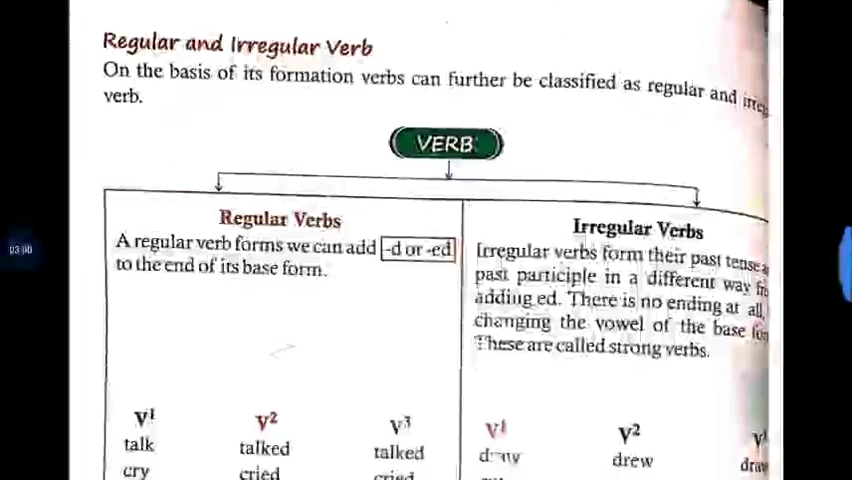 Regular and Irregular Verb
On the basis of its formation verbs can further be classified as regular and
verb.
VERB
Regular Verbs
A regular verb forms we can add -d or -ed
to the end of its base form.
Irregular Verbs
Irregular verbs form their past tense
past participle in a different way
adding ed. There is no ending at all,
changing the vowel of the base
These are called strong verbs.
V1 V2 V3
talk talked talked
cry cried cried
V1 V2
draw drew
03:00